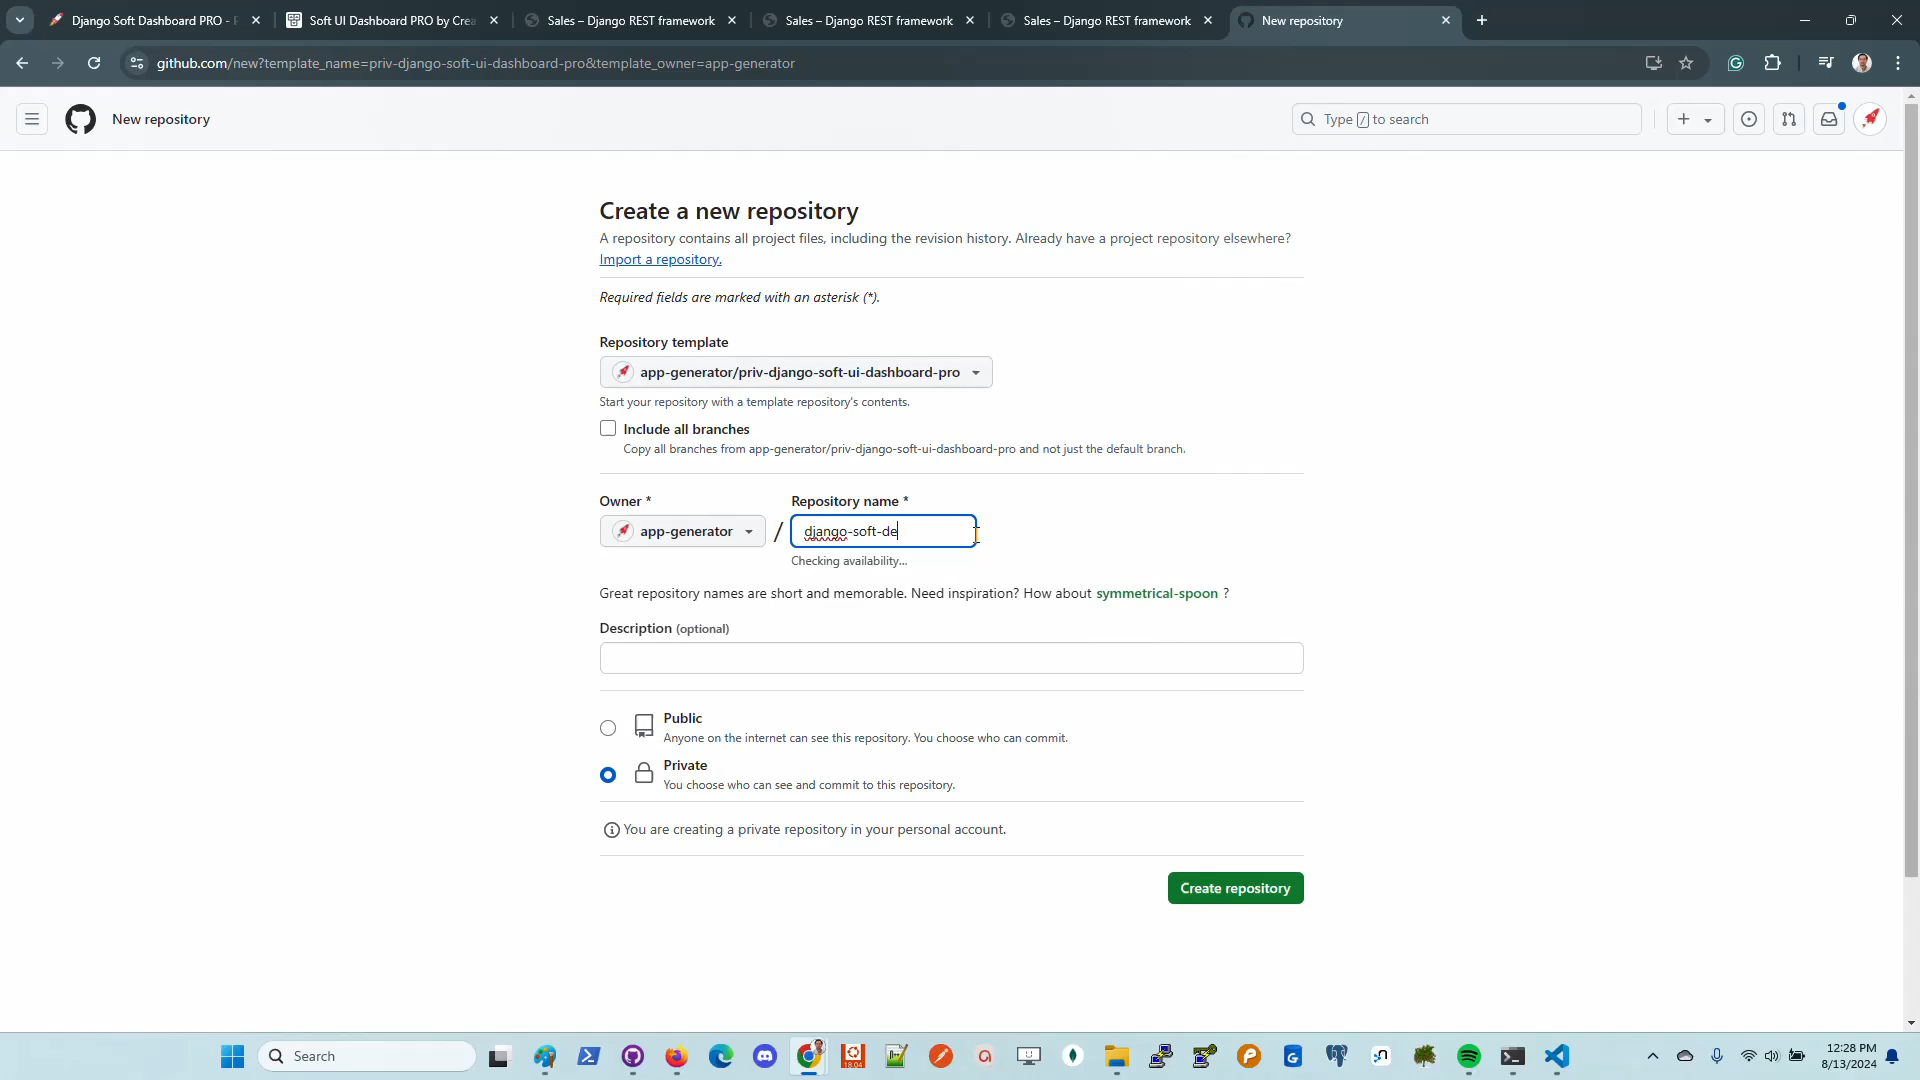 Django Soft Dashboard PRO -
Soft UI Dashboard PRO by Crea
Sales – Django REST framework
Sales – Django REST framework
Sales – Django REST framework
New repository
github.com/new?template_name=priv-django-soft-ui-dashboard-pro&template_owner=app-generator
New repository
Type / to search
Create a new repository
A repository contains all project files, including the revision history. Already have a project repository elsewhere?
Import a repository.
Required fields are marked with an asterisk (*).
Repository template
app-generator/priv-django-soft-ui-dashboard-pro
Start your repository with a template repository's contents.
Include all branches
Copy all branches from app-generator/priv-django-soft-ui-dashboard-pro and not just the default branch.
Owner * Repository name *
app-generator / django-soft-de
Checking availability...
Great repository names are short and memorable. Need inspiration? How about symmetrical-spoon ?
Description (optional)
Public
Anyone on the internet can see this repository. You choose who can commit.
Private
You choose who can see and commit to this repository.
You are creating a private repository in your personal account.
Create repository
Search
18.04
12:28 PM
8/13/2024